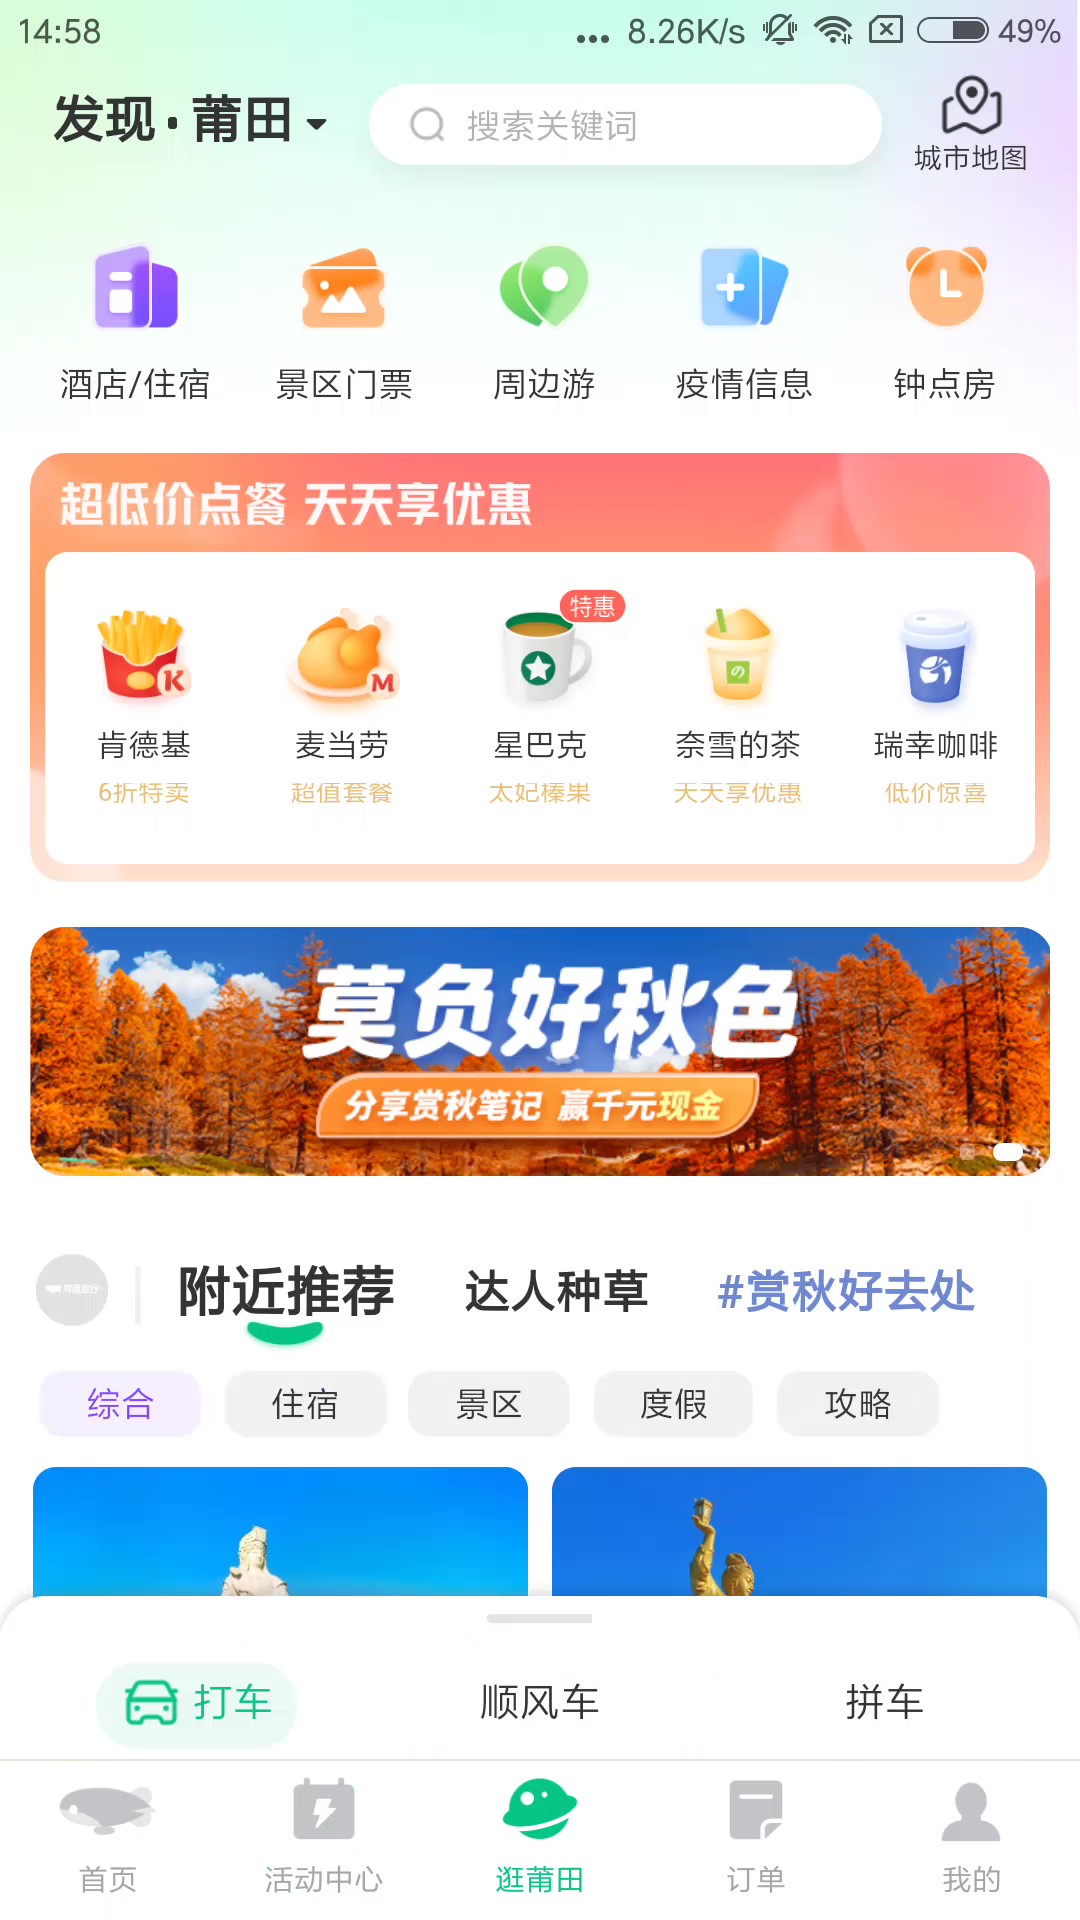 14:58
... 8.26K/s
49%
发现·莆田
搜索关键词
城市地图
酒店/住宿
景区门票
周边游
疫情信息
钟点房
超低价点餐 天天享优惠
特惠
K
M
の
肯德基
麦当劳
星巴克
奈雪的茶
瑞幸咖啡
6折特卖
超值套餐
太妃榛果
天天享优惠
低价惊喜
莫负好秋色
分享赏秋笔记 赢千元现金
附近推荐
达人种草
#赏秋好去处
综合
住宿
景区
度假
攻略
打车
顺风车
拼车
首页
活动中心
逛莆田
订单
我的